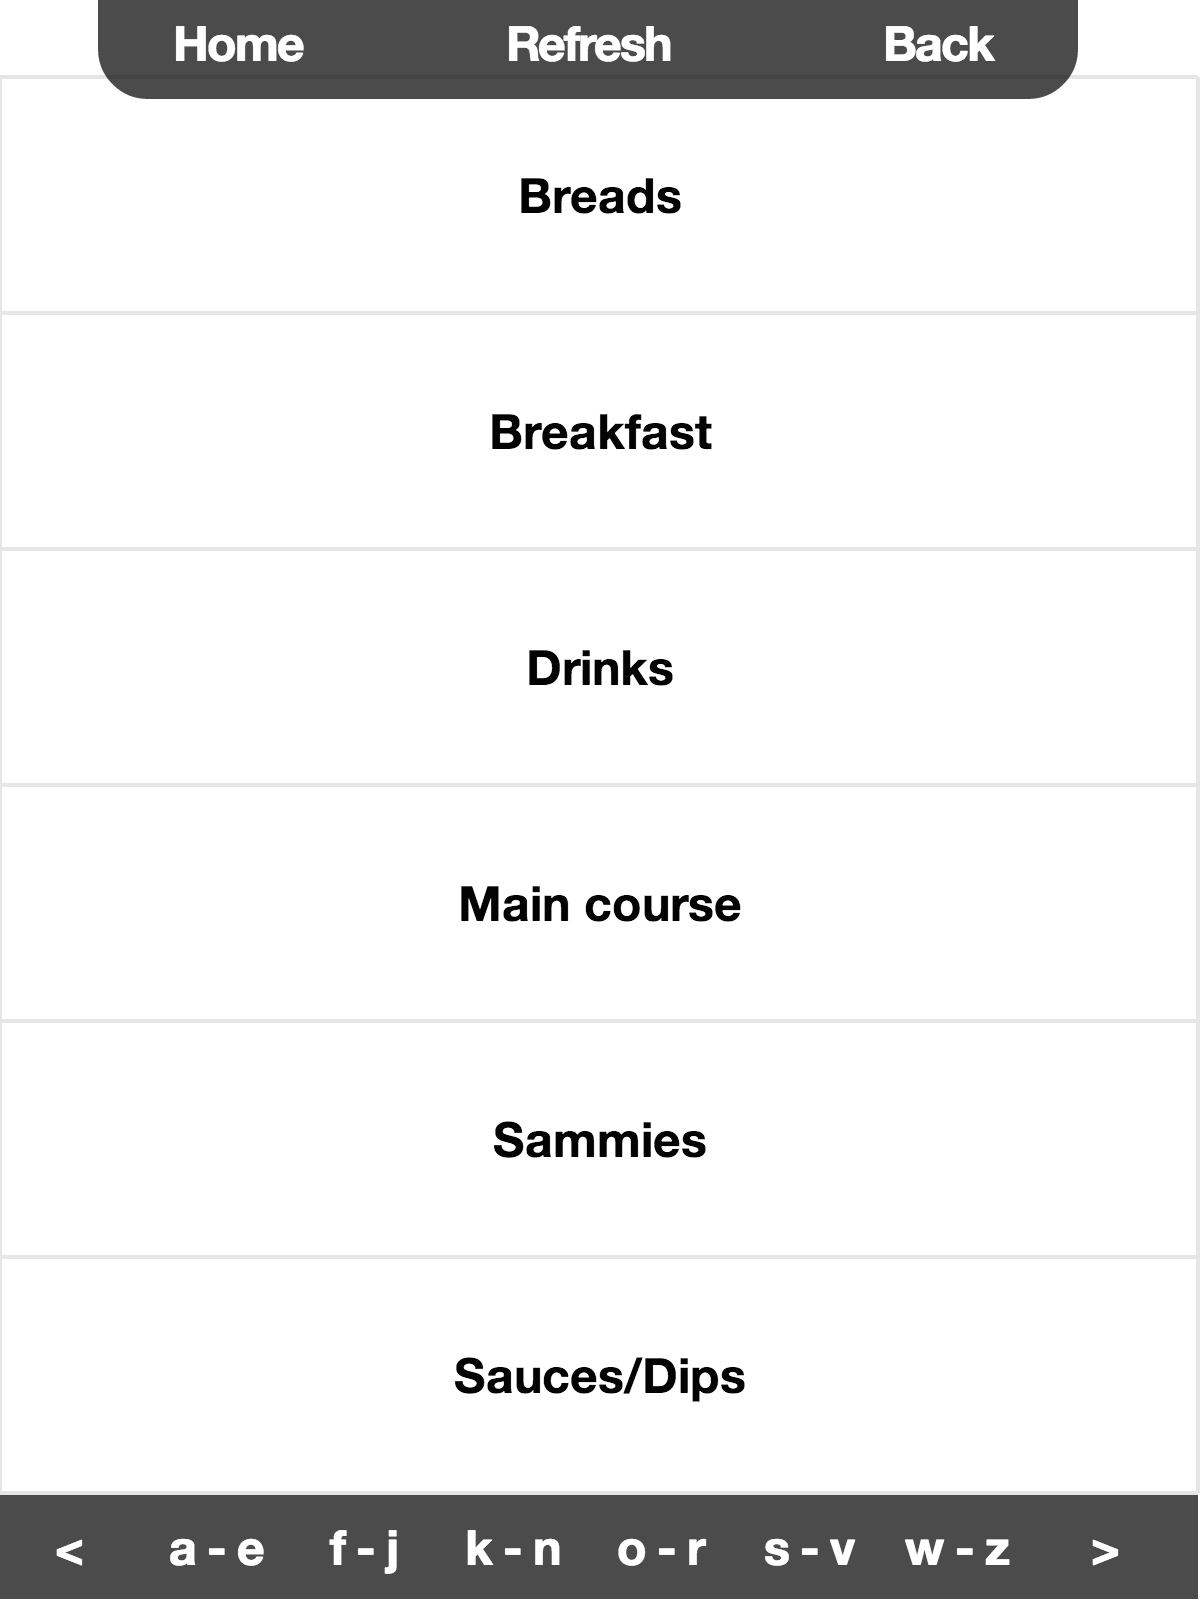 Home Refresh Back
Breads
Breakfast
Drinks
Main course
Sammies
Sauces/Dips
< a-e f-j k-n o-r s-v w-z >